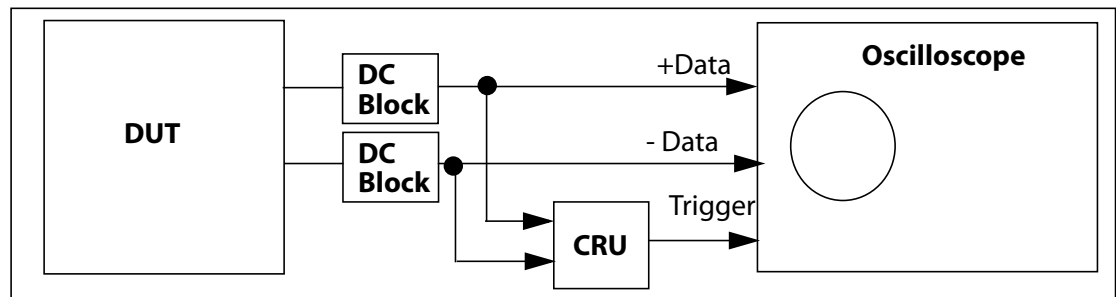 DUT
DC
Block
DC
Block
+Data
- Data
Trigger
CRU
Oscilloscope